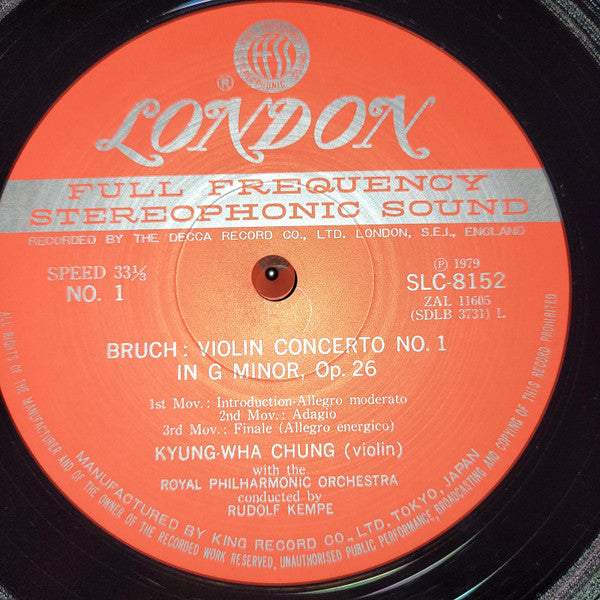 FFSS
®
LONDON
FULL FREQUENCY
STEREOPHONIC SOUND
RECORDED BY THE DECCA RECORD CO., LTD. LONDON, S.E.I., ENGLAND
SPEED 33⅓
NO. 1
Ⓟ 1979
SLC-8152
ZAL 11605
(SDLB 3731) L
BRUCH: VIOLIN CONCERTO NO. 1
IN G MINOR, Op. 26
1st Mov.: Introduction-Allegro moderato
2nd Mov.: Adagio
3rd Mov.: Finale (Allegro energico)
KYUNG-WHA CHUNG (violin)
with the
ROYAL PHILHARMONIC ORCHESTRA
conducted by
RUDOLF KEMPE
MANUFACTURED BY KING RECORD CO., LTD. TOKYO, JAPAN
ALL RIGHTS OF THE MANUFACTURER AND OF THE OWNER OF THE RECORDED WORK RESERVED, UNAUTHORISED PUBLIC PERFORMANCE, BROADCASTING AND COPYING OF THIS RECORD PROHIBITED